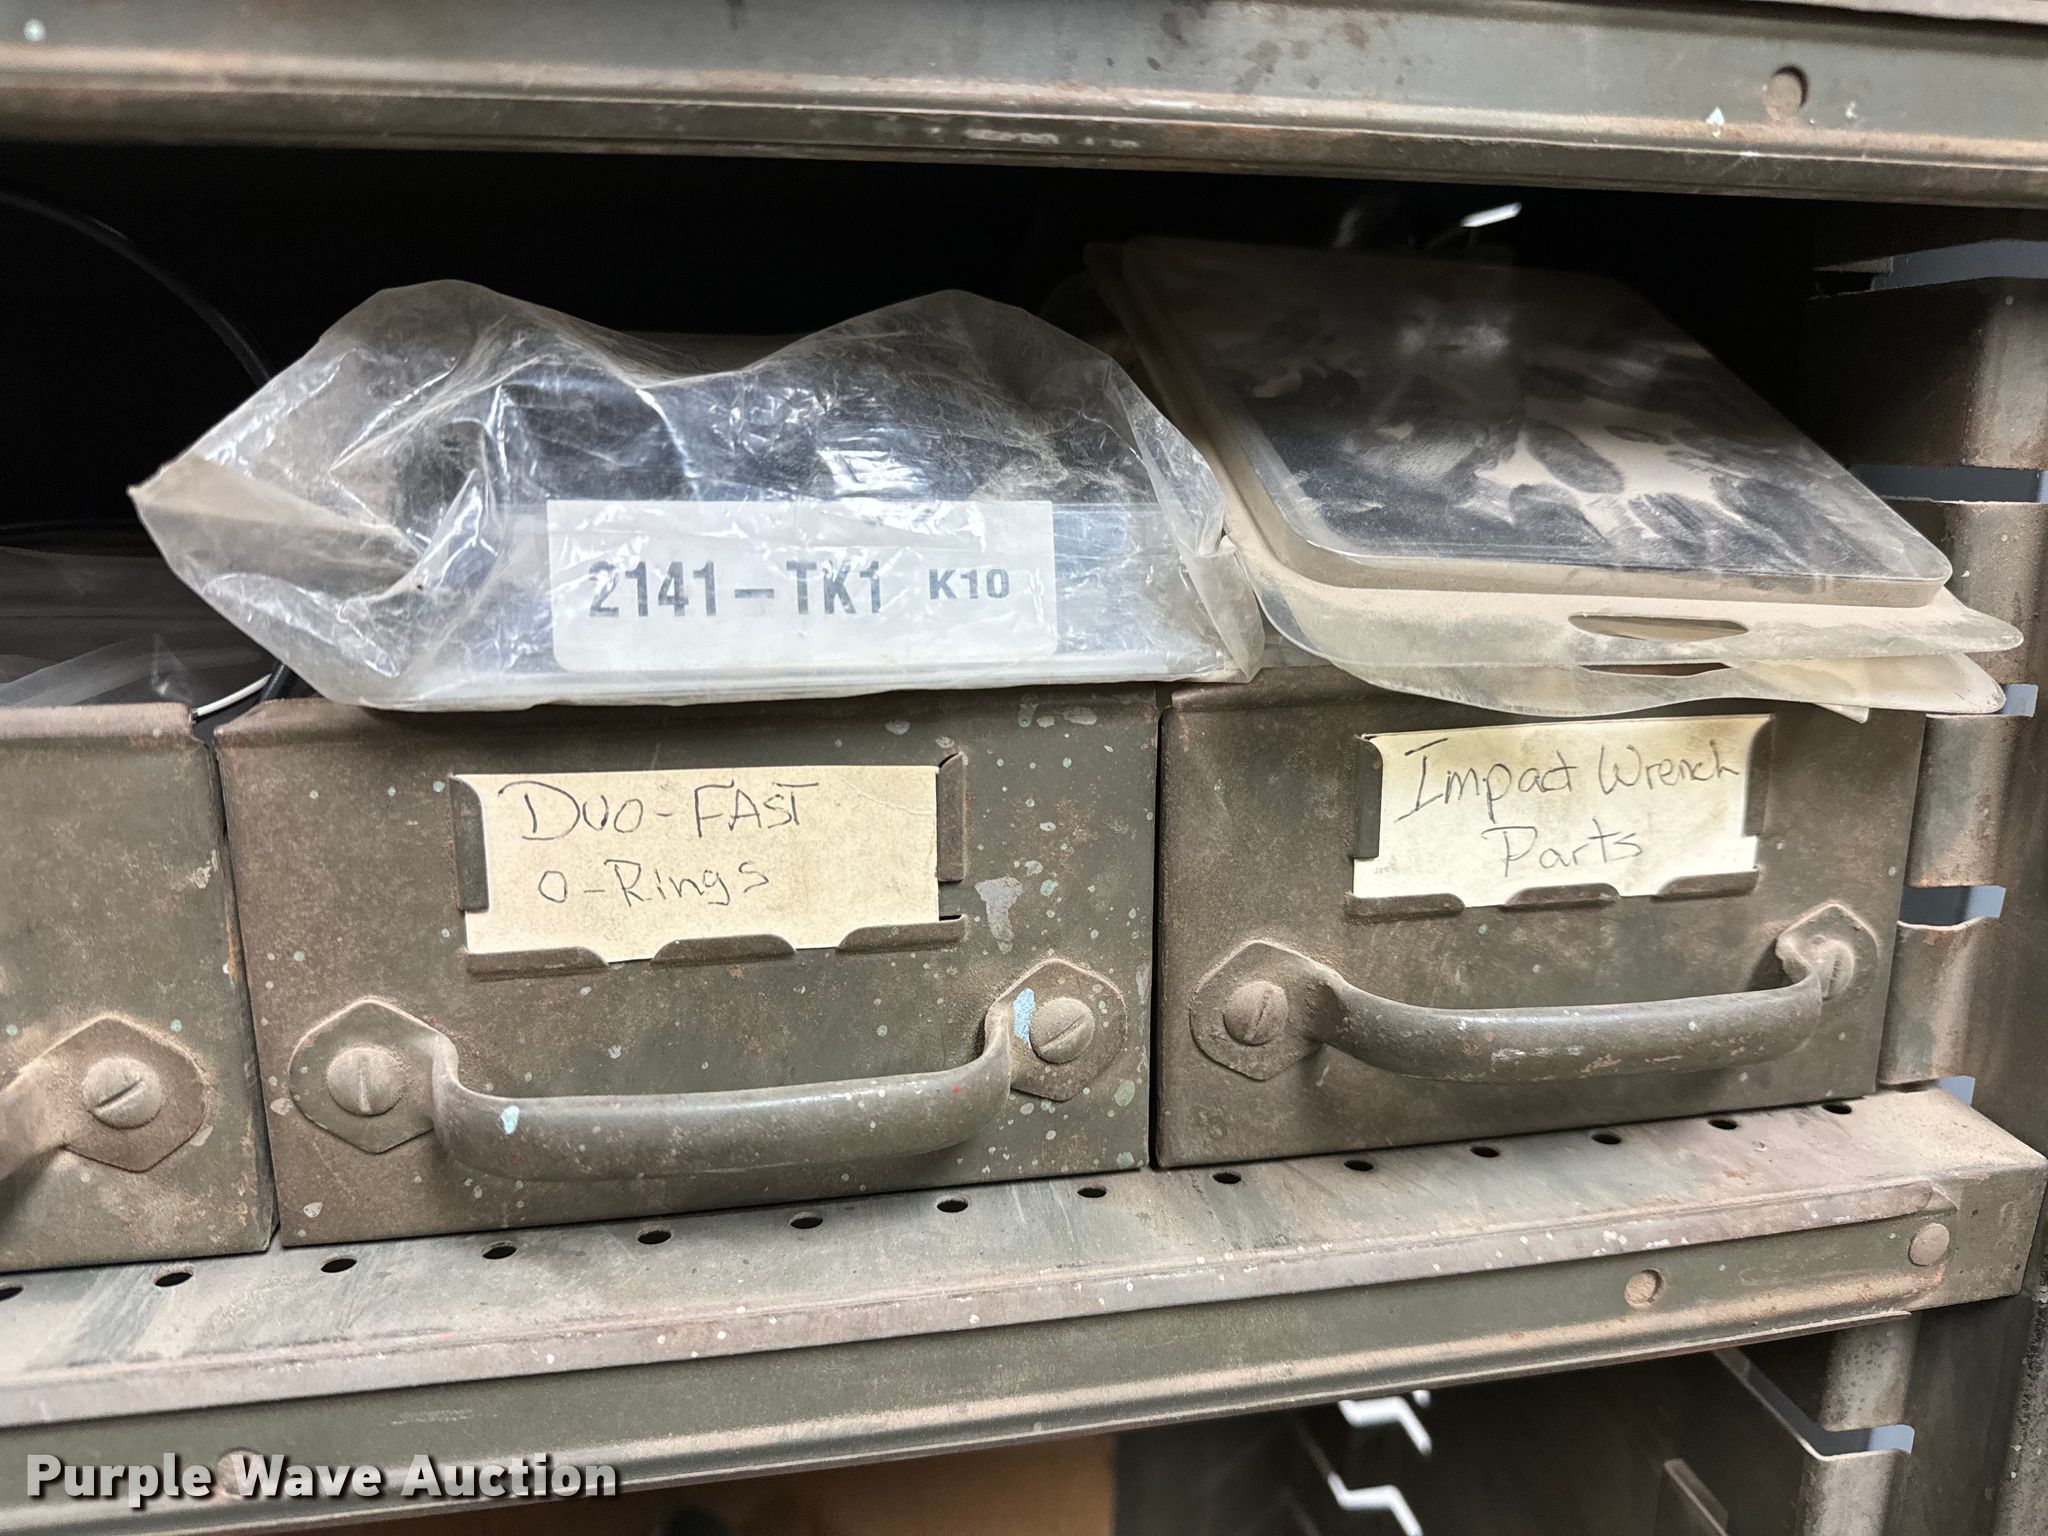 2141-TK1 K10
DUO-FAST
O-Rings
Impact Wrench
Parts
Purple Wave Auction